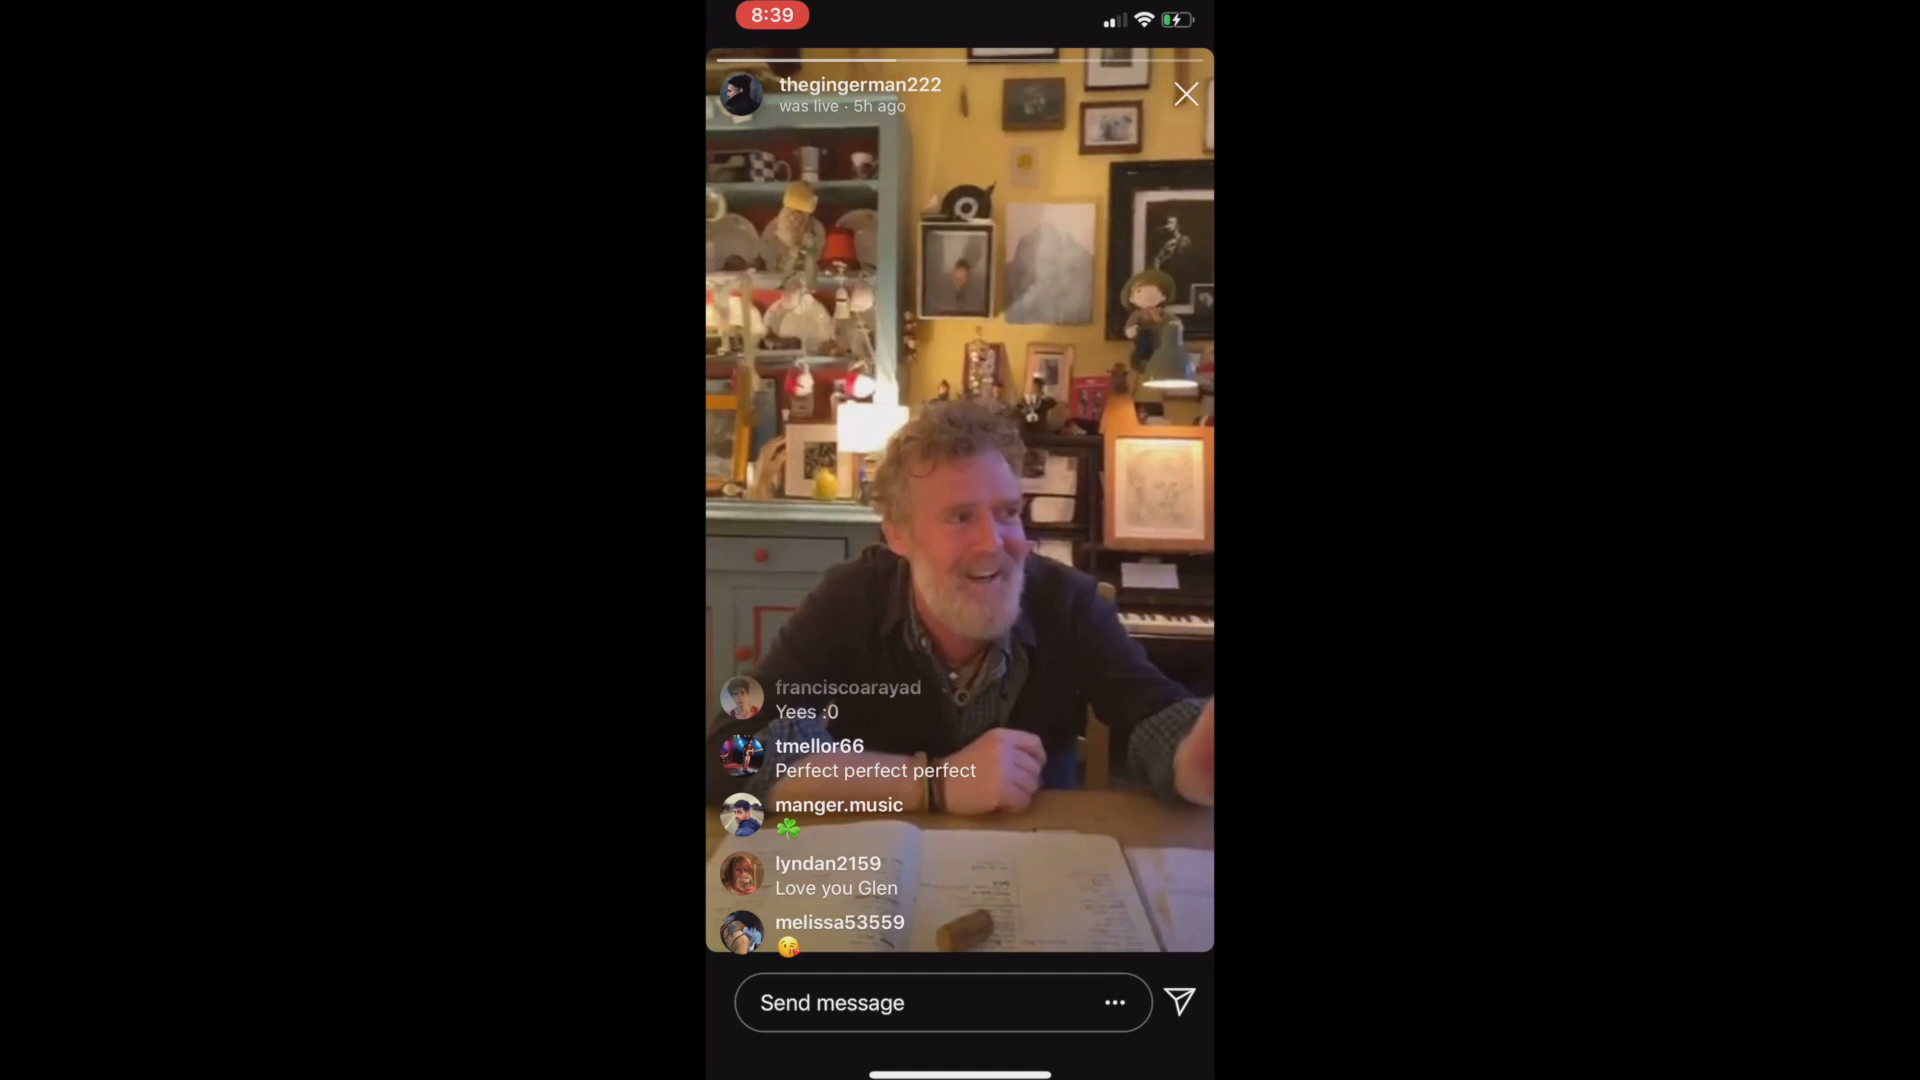 8:39
thegingerman222
was live · 5h ago
franciscoarayad
Yees :0
tmellor66
Perfect perfect perfect
manger.music
☘️
lyndan2159
Love you Glen
melissa53559
😘
Send message